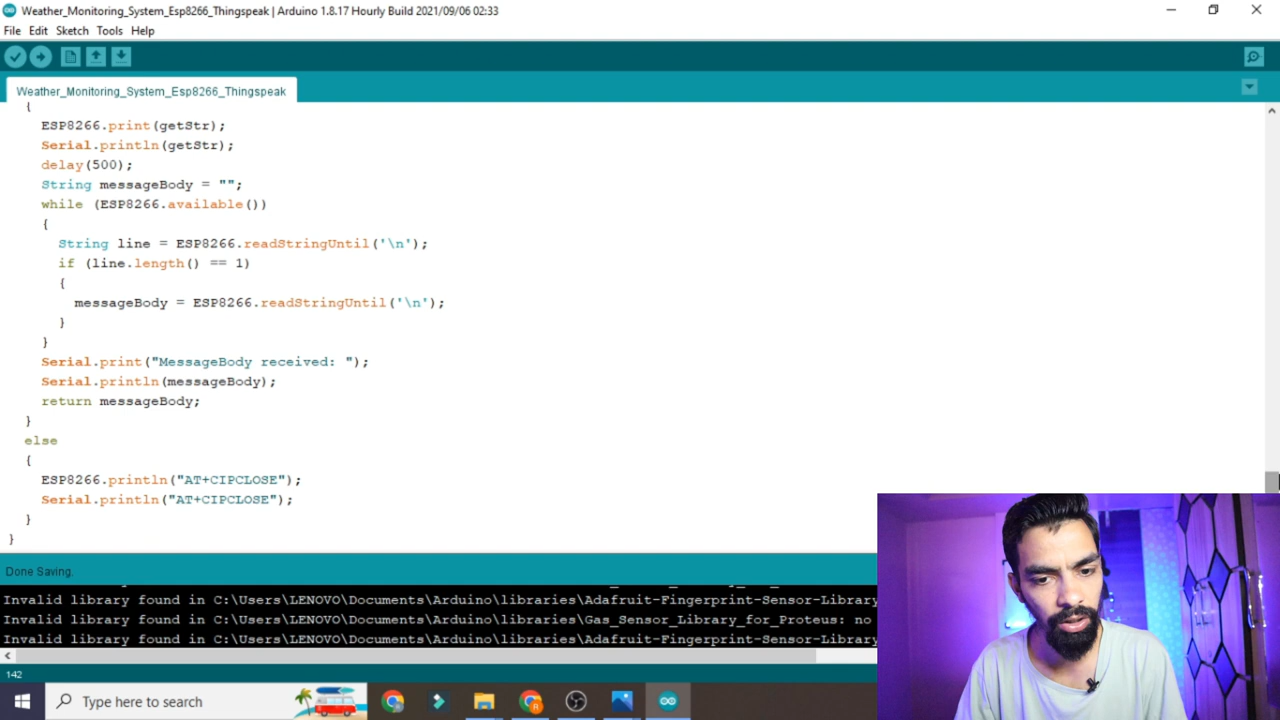 Weather_Monitoring_System_Esp8266_Thingspeak | Arduino 1.8.17 Hourly Build 2021/09/06 02:33
File Edit Sketch Tools Help
Weather_Monitoring_System_Esp8266_Thingspeak
{
ESP8266.print(getStr);
Serial.println(getStr);
delay(500);
String messageBody = "";
while (ESP8266.available())
{
String line = ESP8266.readStringUntil('\n');
if (line.length() == 1)
{
messageBody = ESP8266.readStringUntil('\n');
}
}
Serial.print("MessageBody received: ");
Serial.println(messageBody);
return messageBody;
}
else
{
ESP8266.println("AT+CIPCLOSE");
Serial.println("AT+CIPCLOSE");
}
}
Done Saving.
Invalid library found in C:\Users\LENOVO\Documents\Arduino\libraries\Adafruit-Fingerprint-Sensor-Library
Invalid library found in C:\Users\LENOVO\Documents\Arduino\libraries\Gas_Sensor_Library_for_Proteus: no
Invalid library found in C:\Users\LENOVO\Documents\Arduino\libraries\Adafruit-Fingerprint-Sensor-Library
142
Type here to search